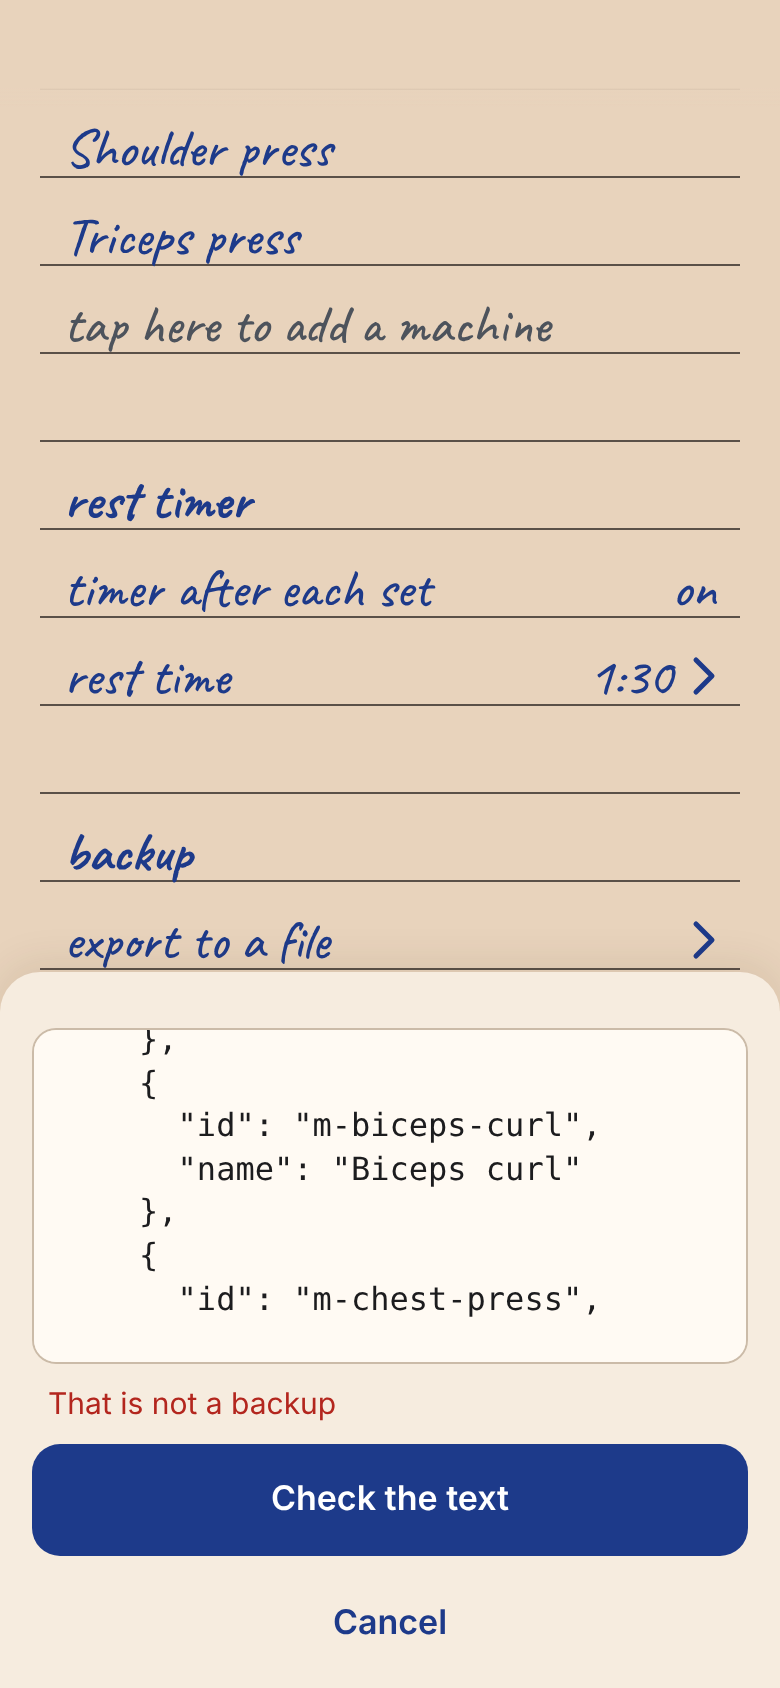 Shoulder press
Triceps press
tap here to add a machine
rest timer
timer after each set on
rest time 1:30
backup
export to a file
},
{
"id": "m-biceps-curl",
"name": "Biceps curl"
},
{
"id": "m-chest-press",
That is not a backup
Check the text
Cancel